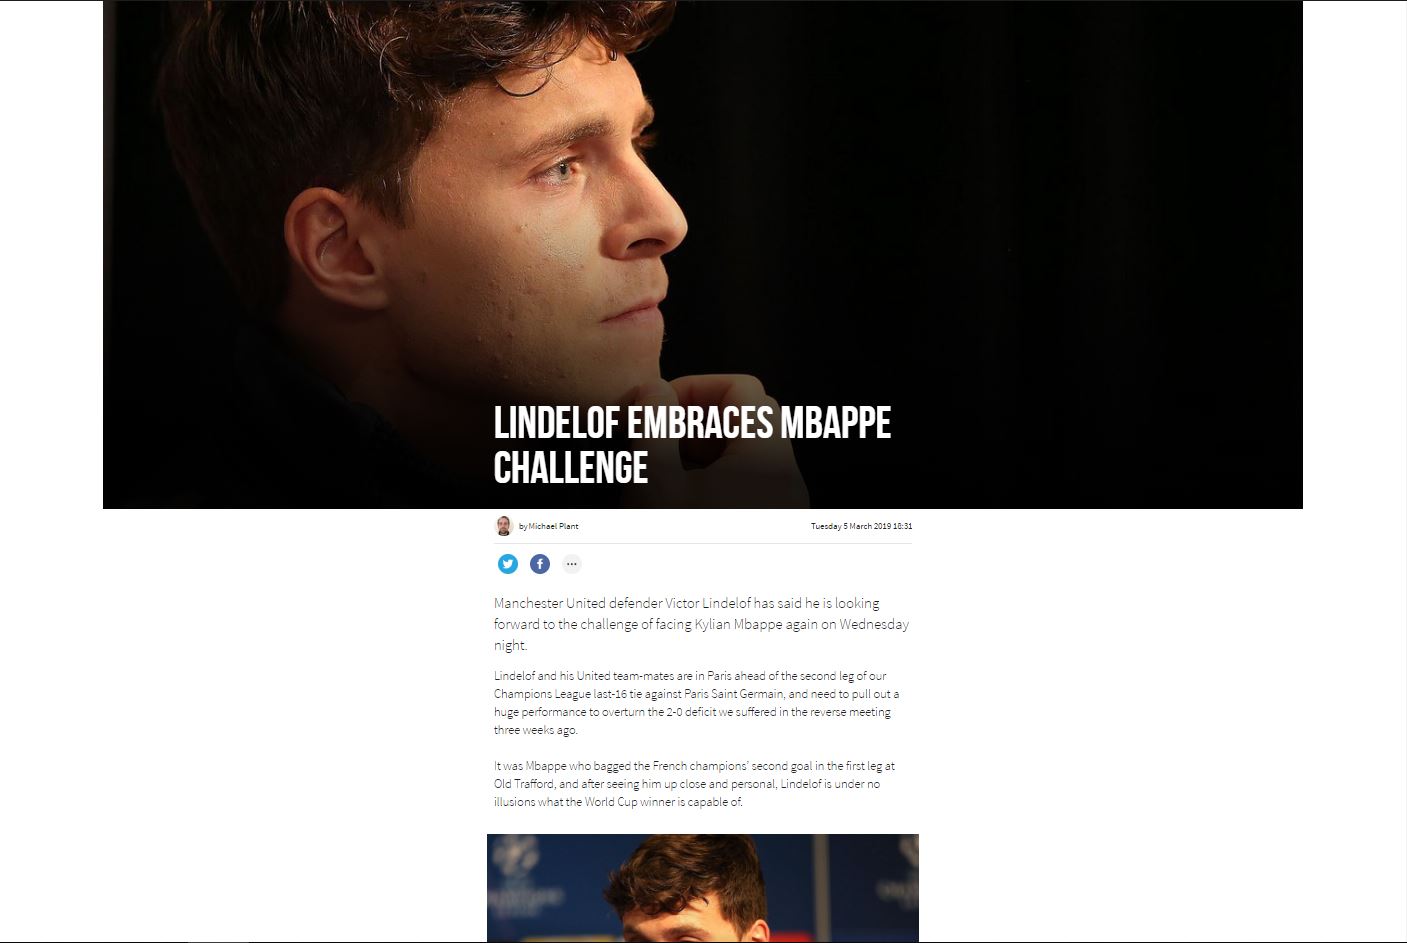 LINDELOF EMBRACES MBAPPE
CHALLENGE
by Michael Plant
Tuesday 5 March 2019 18:31
Manchester United defender Victor Lindelof has said he is looking
forward to the challenge of facing Kylian Mbappe again on Wednesday
night.
Lindelof and his United team-mates are in Paris ahead of the second leg of our
Champions League last-16 tie against Paris Saint Germain, and need to pull out a
huge performance to overturn the 2-0 deficit we suffered in the reverse meeting
three weeks ago.
It was Mbappe who bagged the French champions' second goal in the first leg at
Old Trafford, and after seeing him up close and personal, Lindelof is under no
illusions what the World Cup winner is capable of.